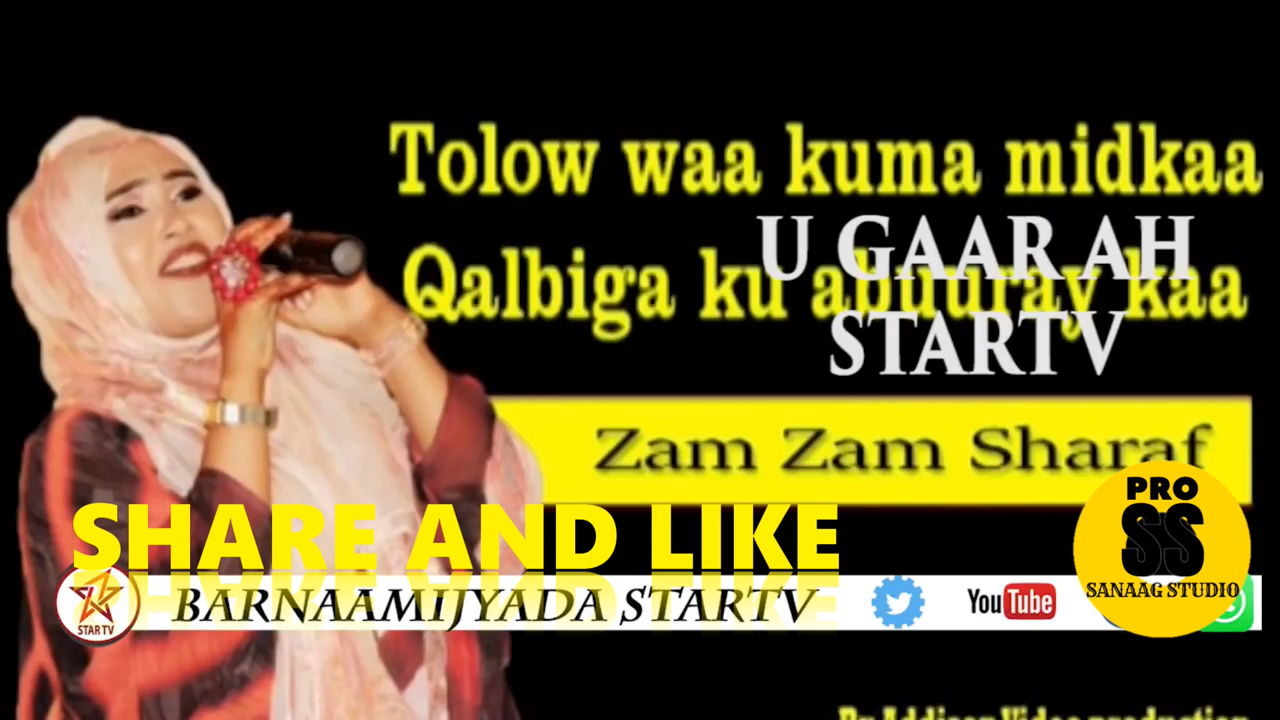 Tolow waa kuma midkaa
U GAAR AH
Qalbiga ku abuuray kaa
STARTV
Zam Zam Sharaf
SHARE AND LIKE
PRO
SS
SANAAG STUDIO
BARNAAMIJYADA STARTV
STAR TV
YouTube